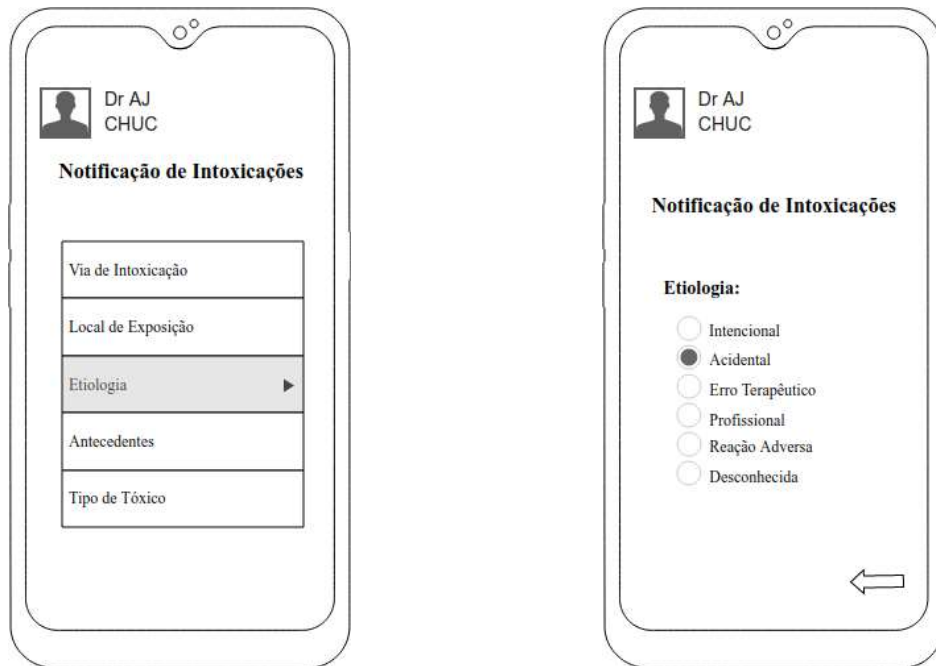 Dr AJ
CHUC
Notificação de Intoxicações
Via de Intoxicação
Local de Exposição
Etiologia
Antecedentes
Tipo de Tóxico
Dr AJ
CHUC
Notificação de Intoxicações
Etiologia:
Intencional
Acidental
Erro Terapêutico
Profissional
Reação Adversa
Desconhecida